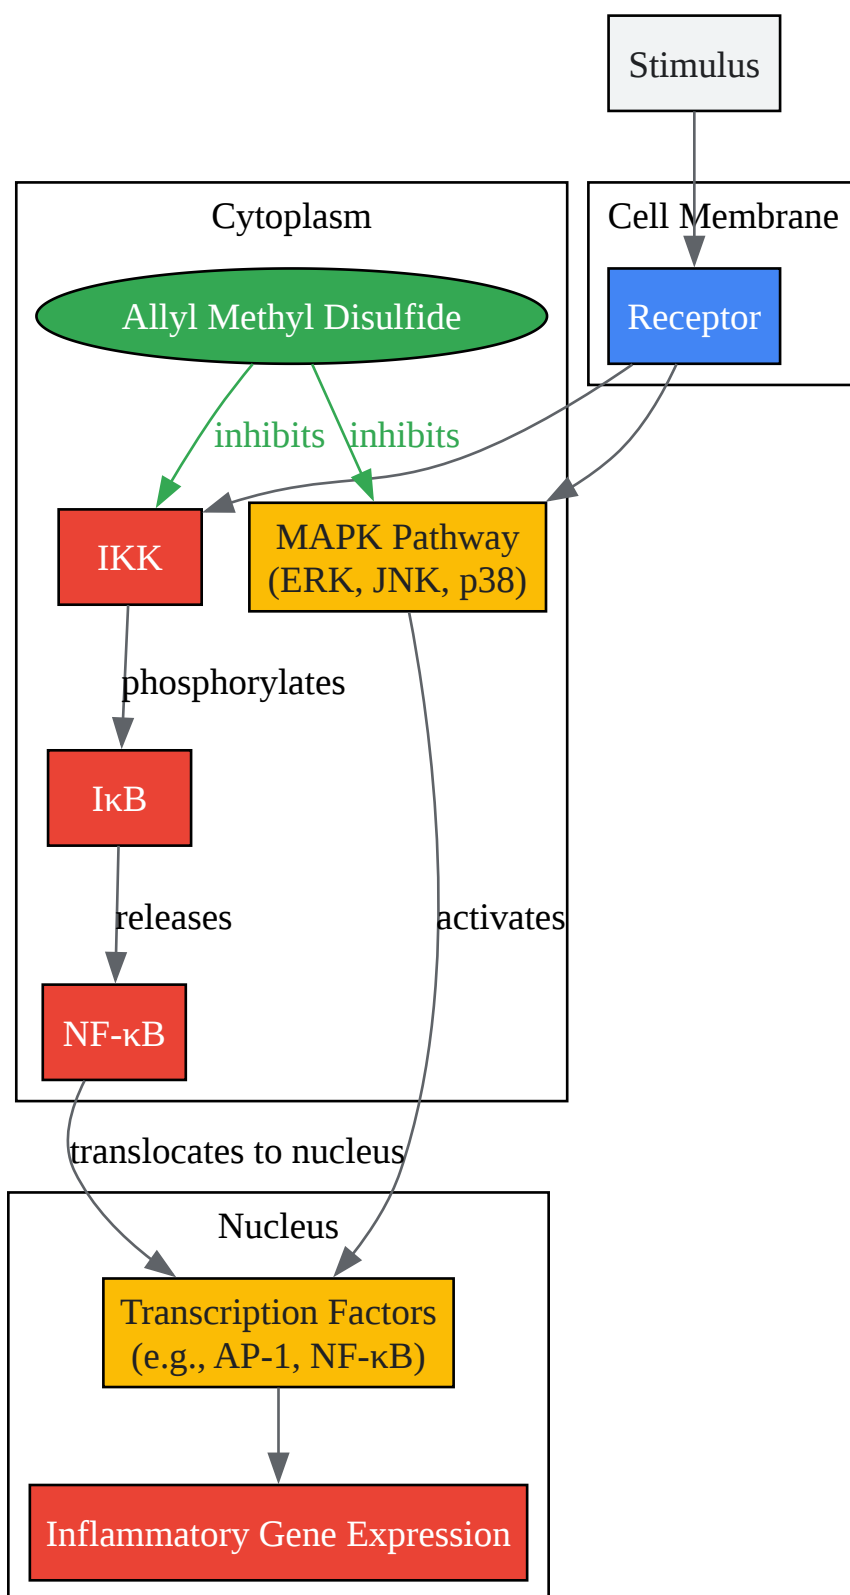 Stimulus
Cytoplasm
Cell Membrane
Allyl Methyl Disulfide
Receptor
inhibits
inhibits
IKK
MAPK Pathway
(ERK, JNK, p38)
phosphorylates
IκB
releases
activates
NF-κB
translocates to nucleus
Nucleus
Transcription Factors
(e.g., AP-1, NF-κB)
Inflammatory Gene Expression